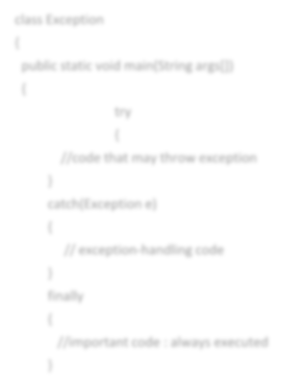 class Exception
{
public static void main(String args[])
{
try
{
//code that may throw exception
}
catch(Exception e)
{
// exception-handling code
}
finally
{
//important code : always executed
}